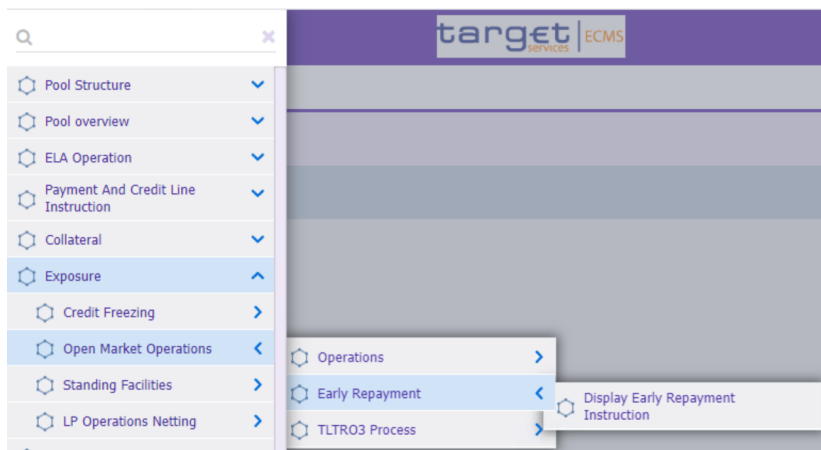 target services | ECMS
Pool Structure
Pool overview
ELA Operation
Payment And Credit Line
Instruction
Collateral
Exposure
Credit Freezing
Open Market Operations
Standing Facilities
LP Operations Netting
Operations
Early Repayment
TLTRO3 Process
Display Early Repayment
Instruction